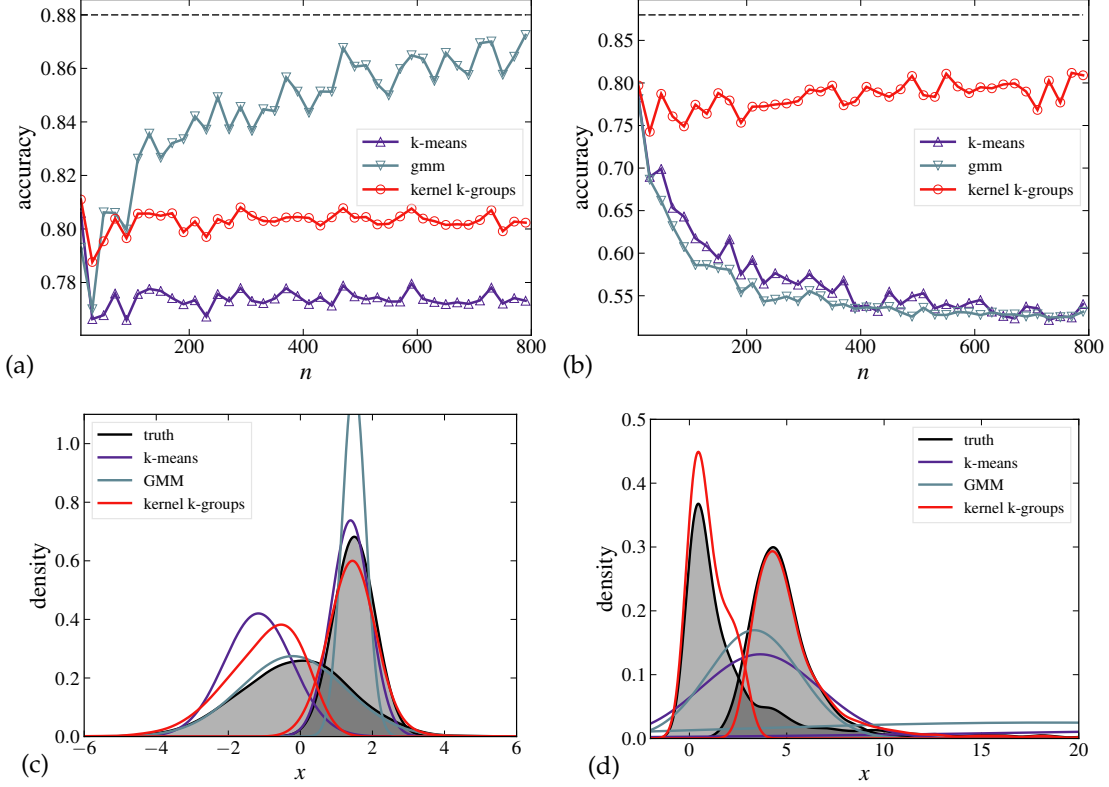 0.88
0.86
0.84
0.82
0.80
0.78
accuracy
k-means
gmm
kernel k-groups
200
400
600
800
n
(a)
0.85
0.80
0.75
0.70
0.65
0.60
0.55
accuracy
k-means
gmm
kernel k-groups
200
400
600
800
n
(b)
1.0
0.8
0.6
0.4
0.2
0.0
density
truth
k-means
GMM
kernel k-groups
−6
−4
−2
0
2
4
6
x
(c)
0.5
0.4
0.3
0.2
0.1
0.0
density
truth
k-means
GMM
kernel k-groups
0
5
10
15
20
x
(d)